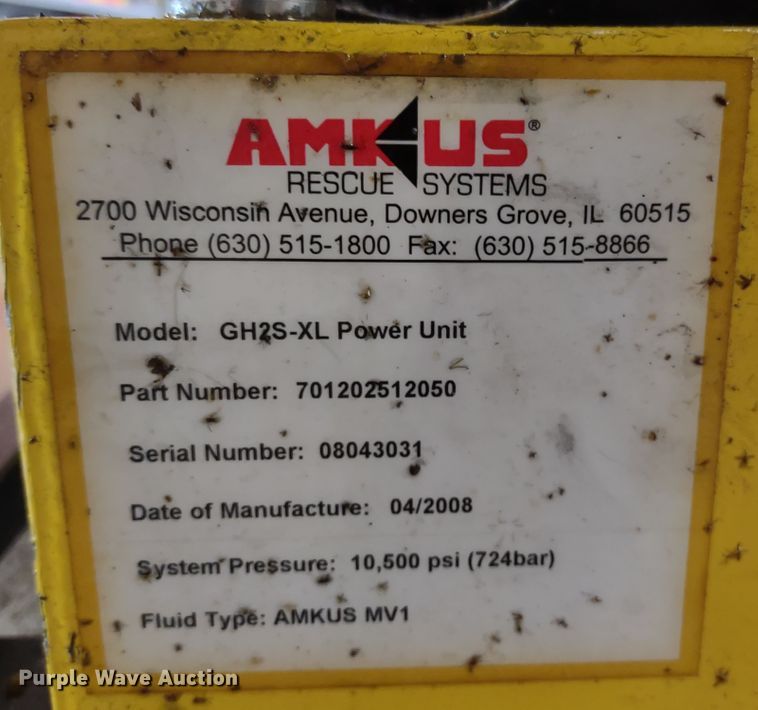 AMKUS®
RESCUE SYSTEMS
2700 Wisconsin Avenue, Downers Grove, IL 60515
Phone (630) 515-1800 Fax: (630) 515-8866
Model: GH2S-XL Power Unit
Part Number: 701202512050
Serial Number: 08043031
Date of Manufacture: 04/2008
System Pressure: 10,500 psi (724bar)
Fluid Type: AMKUS MV1
Purple Wave Auction